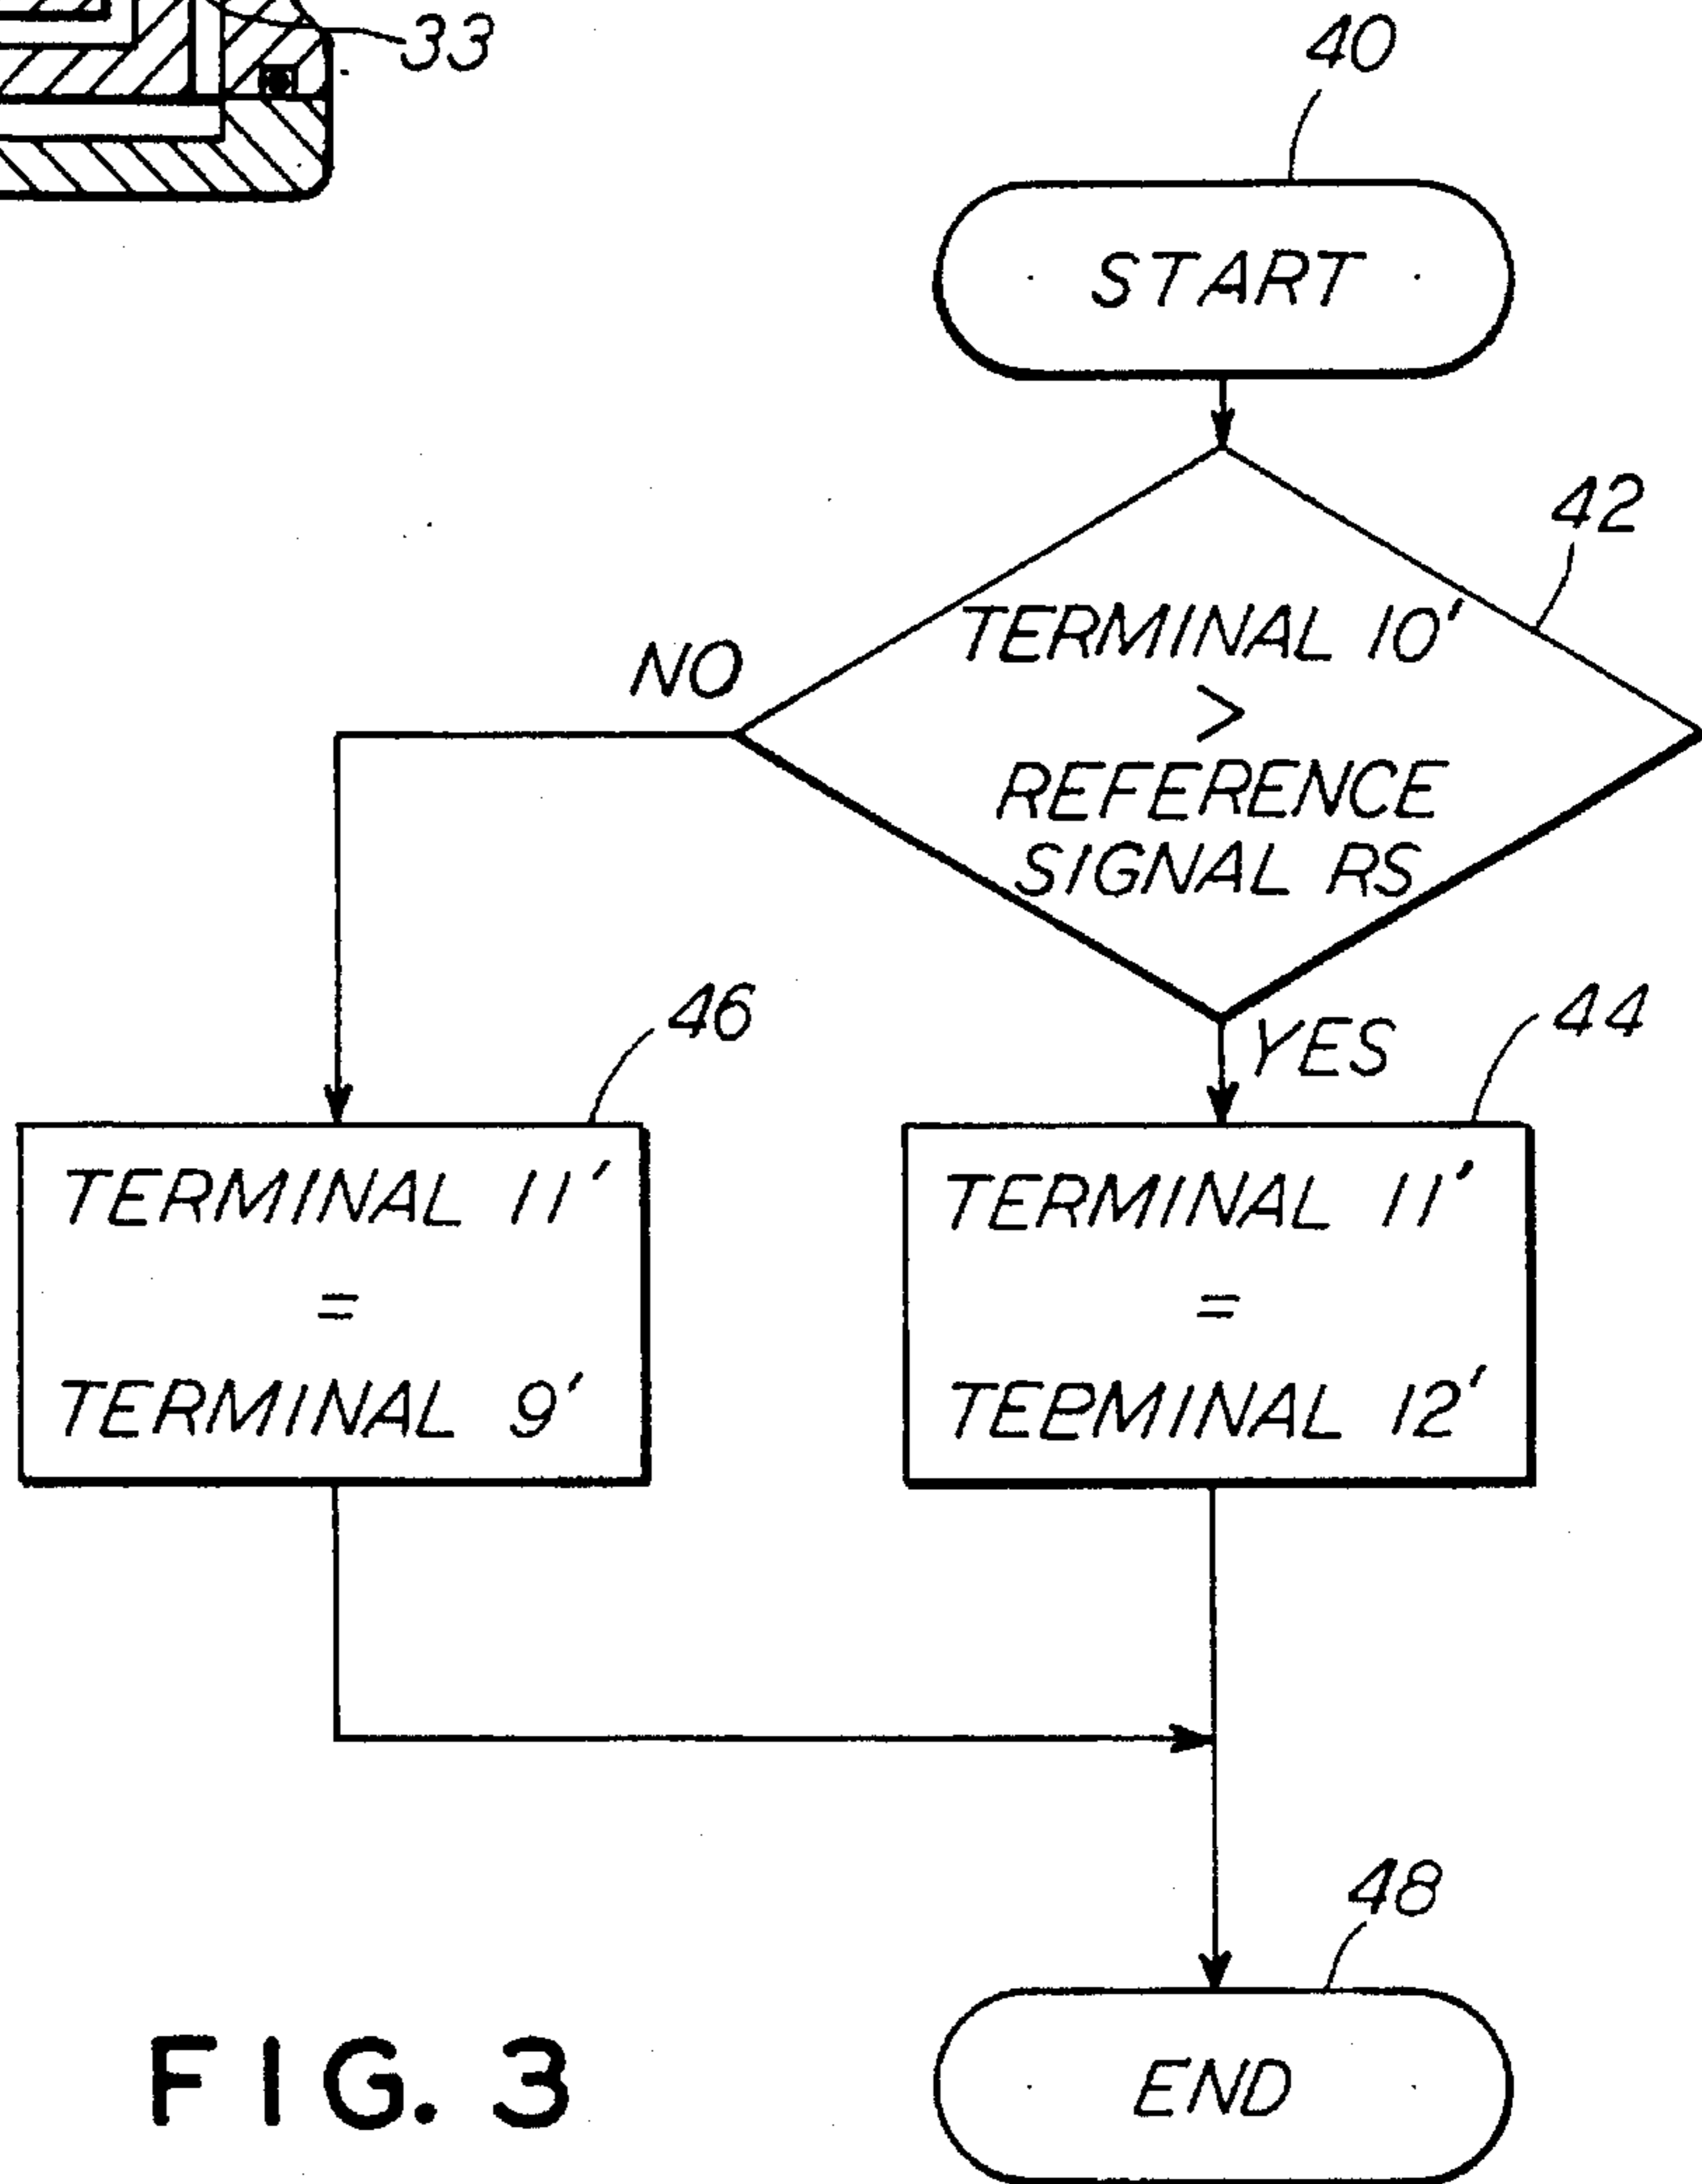 33
40
START
42
TERMINAL 10'
>
REFERENCE
SIGNAL RS
NO
YES
46
44
TERMINAL 11'
=
TERMINAL 9'
TERMINAL 11'
=
TERMINAL 12'
48
END
FIG. 3